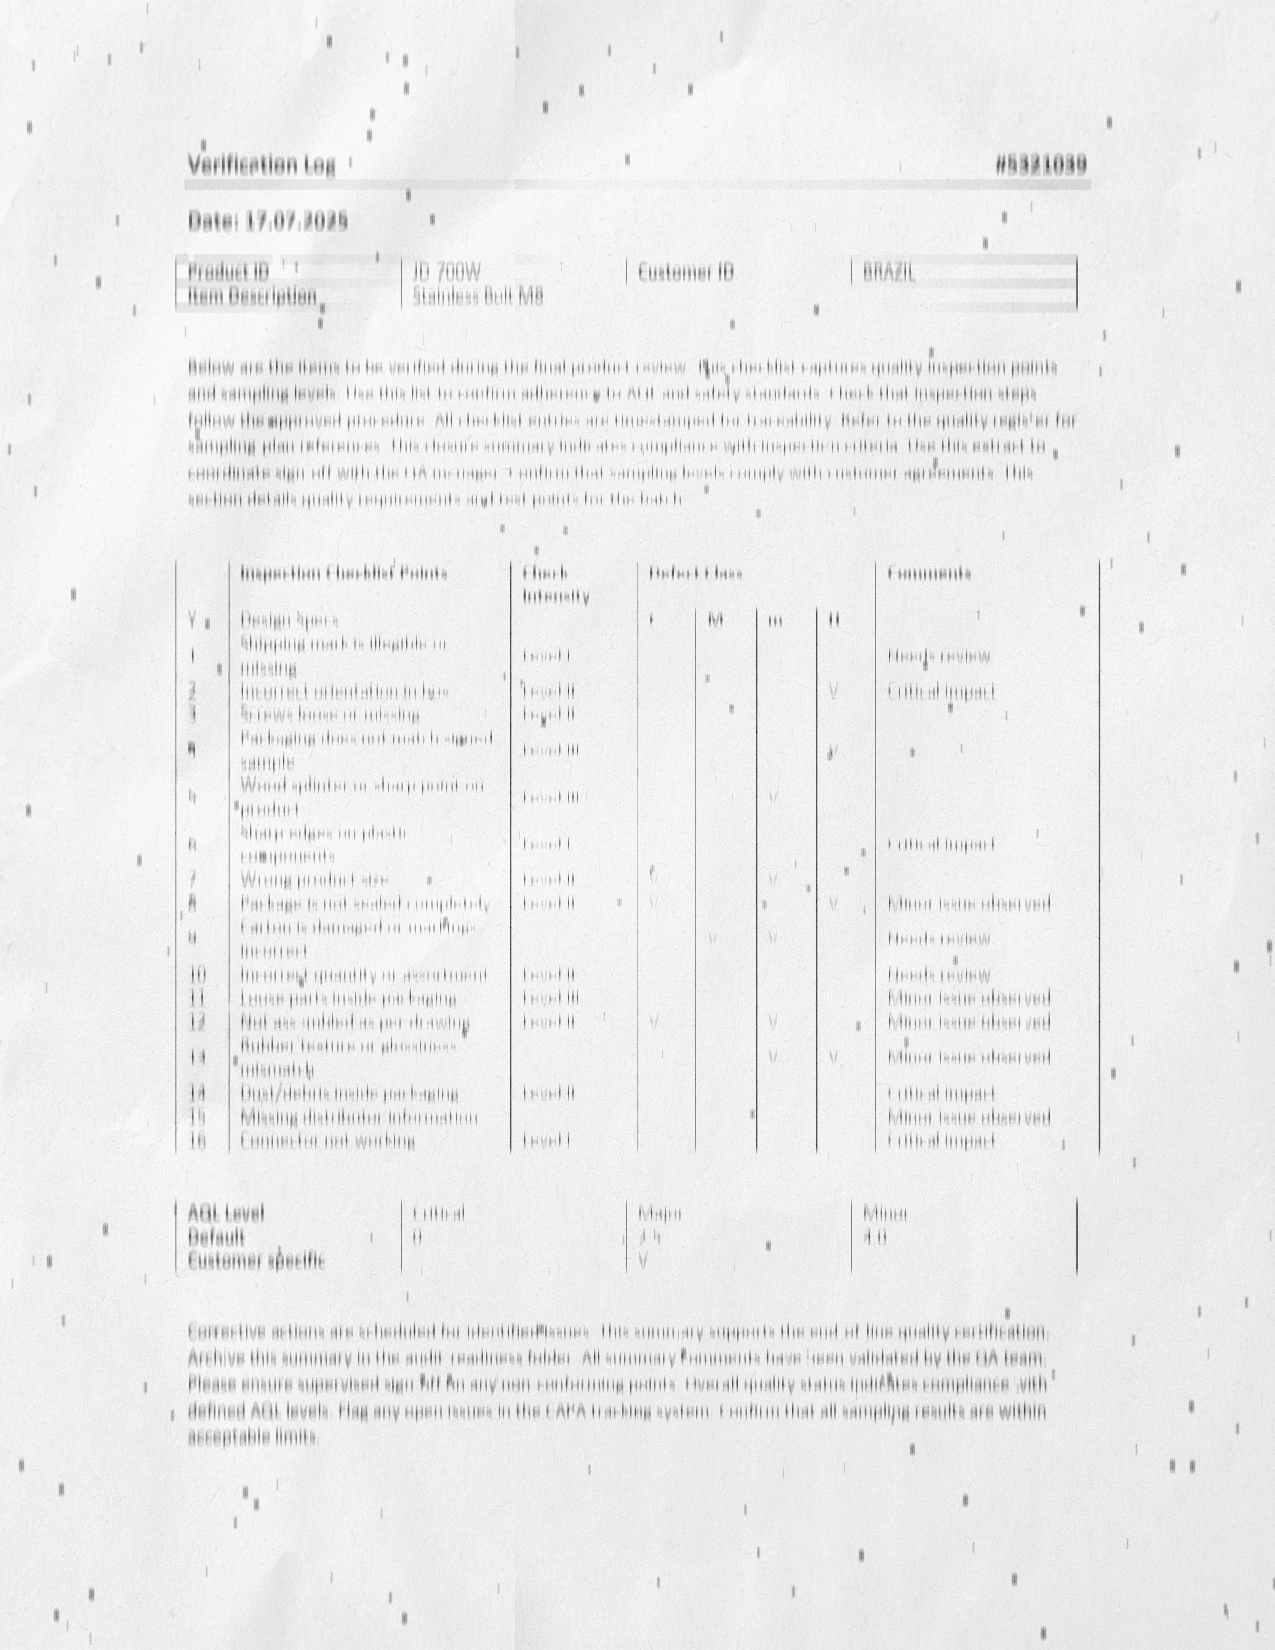 Verification Log #5321039
Date: 17.07.2025
Product ID JD 700W Customer ID BRAZIL
Item Description Stainless Bolt M8
Below are the items to be verified during the final product review. This checklist captures quality inspection points
and sampling levels. Use this list to confirm adherence to AQL and safety standards. Check that inspection steps
follow the approved procedure. All checklist entries are timestamped for traceability. Refer to the quality register for
sampling plan references. This closure summary indicates compliance with inspection criteria. Use this extract to
coordinate sign-off with the QA manager. Confirm that sampling levels comply with customer agreements. This
section details quality requirements and test points for the batch.
Inspection Checklist Points Check Defect Class Comments
Intensity
Y Design Specs M m H
Shipping mark is illegible or
1 Level I Needs review
missing
2 Incorrect orientation in box Level II V Critical impact
3 Screws loose or missing Level II
Packaging does not match signed
4 Level III V
sample
Wood splinter or sharp point on
5 Level III V
product
Sharp edges on plastic
6 Level I Critical impact
components
7 Wrong product size Level II V V
8 Package is not sealed completely Level II V V Minor issue observed
Carton is damaged or markings
9 V V Needs review
incorrect
10 Incorrect quantity or assortment Level II Needs review
11 Loose parts inside packaging Level III Minor issue observed
12 Not assembled as per drawing Level II V V Minor issue observed
Rubber texture or glossiness
13 V V Minor issue observed
mismatch
14 Dust/debris inside packaging Level II Critical impact
15 Missing distributor information Minor issue observed
16 Connector not working Level I Critical impact
AQL Level Critical Major Minor
Default 0 2.5 4.0
Customer specific V
Corrective actions are scheduled for identified issues. This summary supports the end-of-line quality certification.
Archive this summary in the audit-readiness folder. All summary comments have been validated by the QA team.
Please ensure supervised sign-off on any non-conforming points. Overall quality status indicates compliance with
defined AQL levels. Flag any open issues in the CAPA tracking system. Confirm that all sampling results are within
acceptable limits.